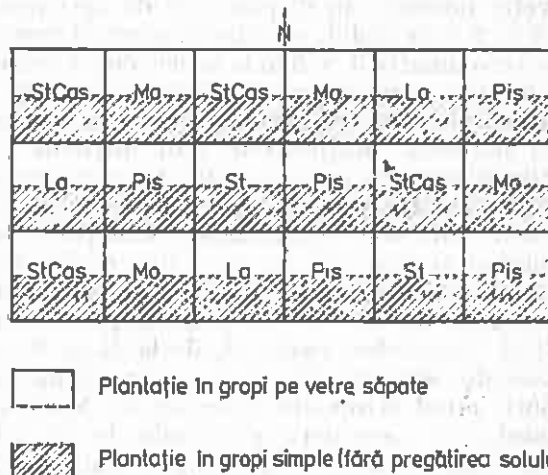 N
StCas Mo StCas Mo La Pis
La Pis St Pis StCas Mo
StCas Mo La Pis St Pis
Plantație în gropi pe vetre săpate
Plantație în gropi simple (fără pregătirea solului